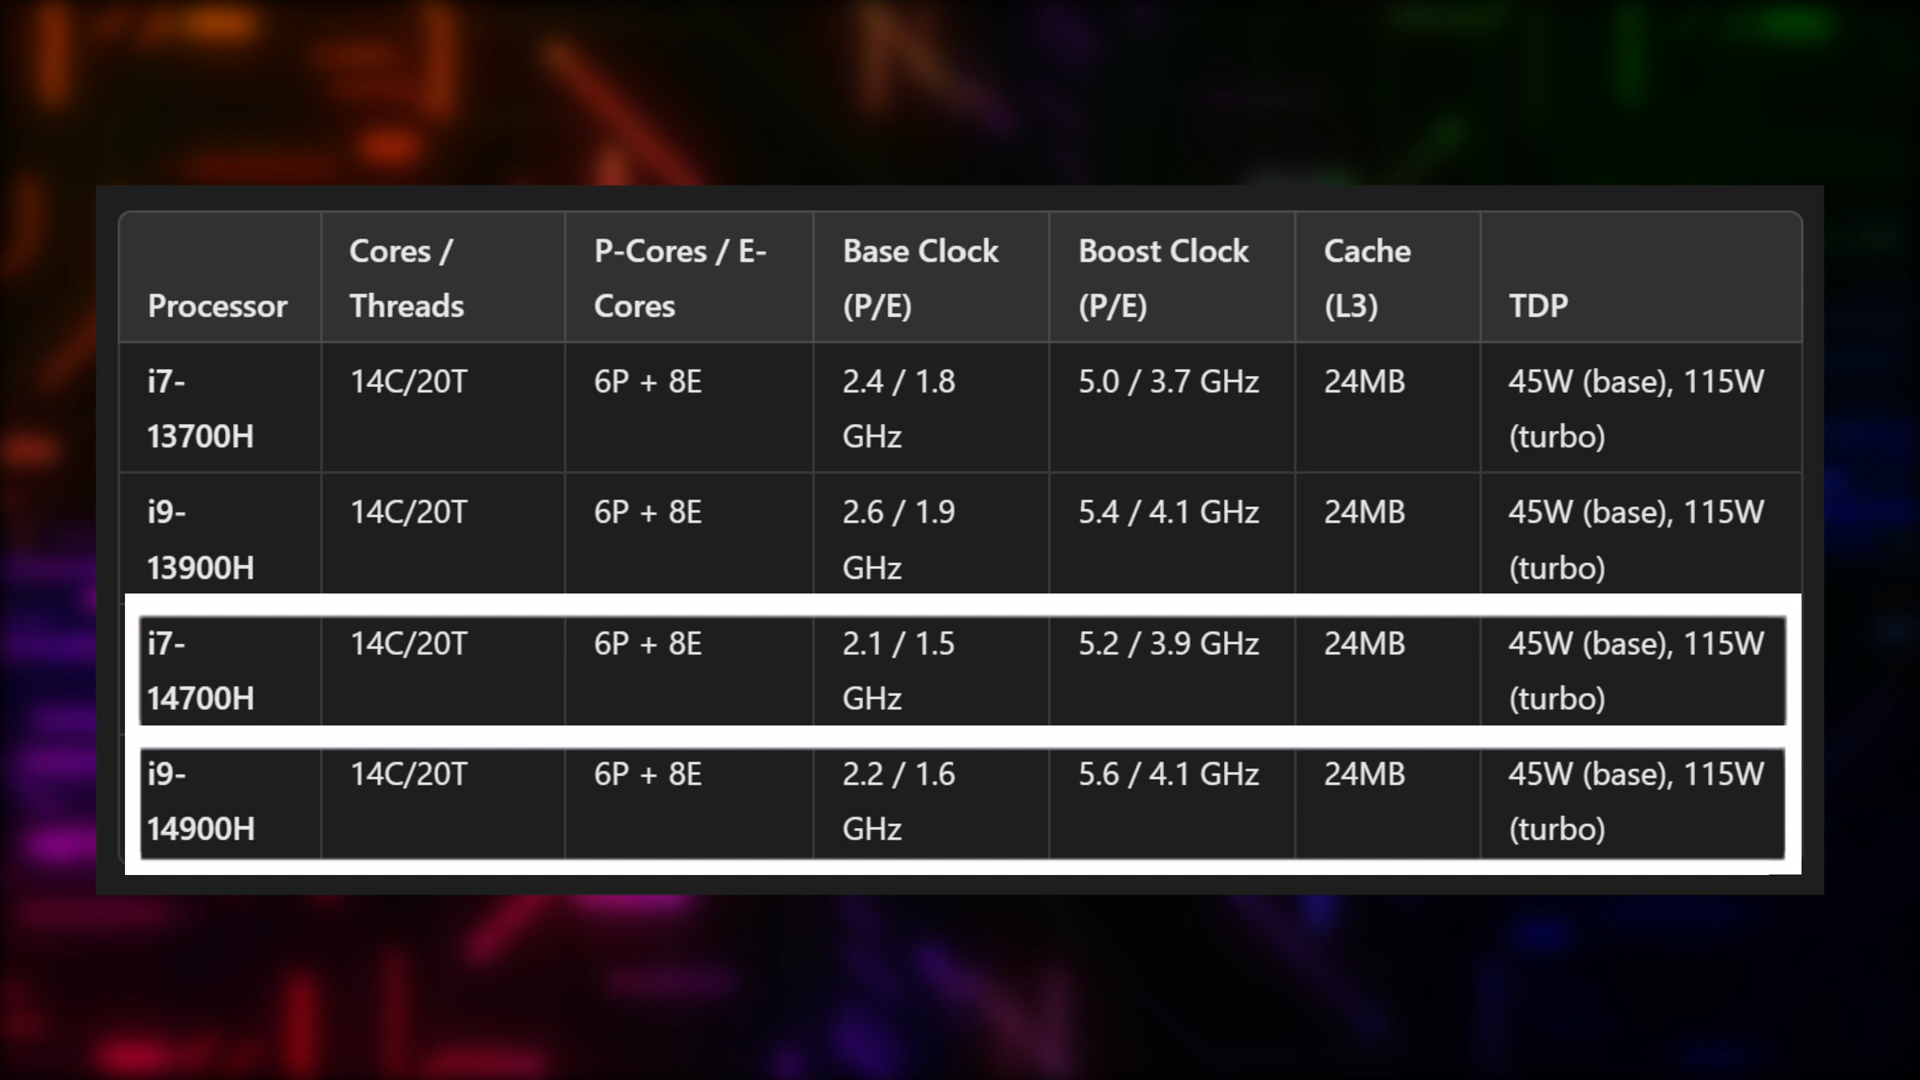 Processor
Cores /
Threads
P-Cores / E-
Cores
Base Clock
(P/E)
Boost Clock
(P/E)
Cache
(L3)
TDP
i7-
13700H
14C/20T
6P + 8E
2.4 / 1.8
GHz
5.0 / 3.7 GHz
24MB
45W (base), 115W
(turbo)
i9-
13900H
14C/20T
6P + 8E
2.6 / 1.9
GHz
5.4 / 4.1 GHz
24MB
45W (base), 115W
(turbo)
i7-
14700H
14C/20T
6P + 8E
2.1 / 1.5
GHz
5.2 / 3.9 GHz
24MB
45W (base), 115W
(turbo)
i9-
14900H
14C/20T
6P + 8E
2.2 / 1.6
GHz
5.6 / 4.1 GHz
24MB
45W (base), 115W
(turbo)